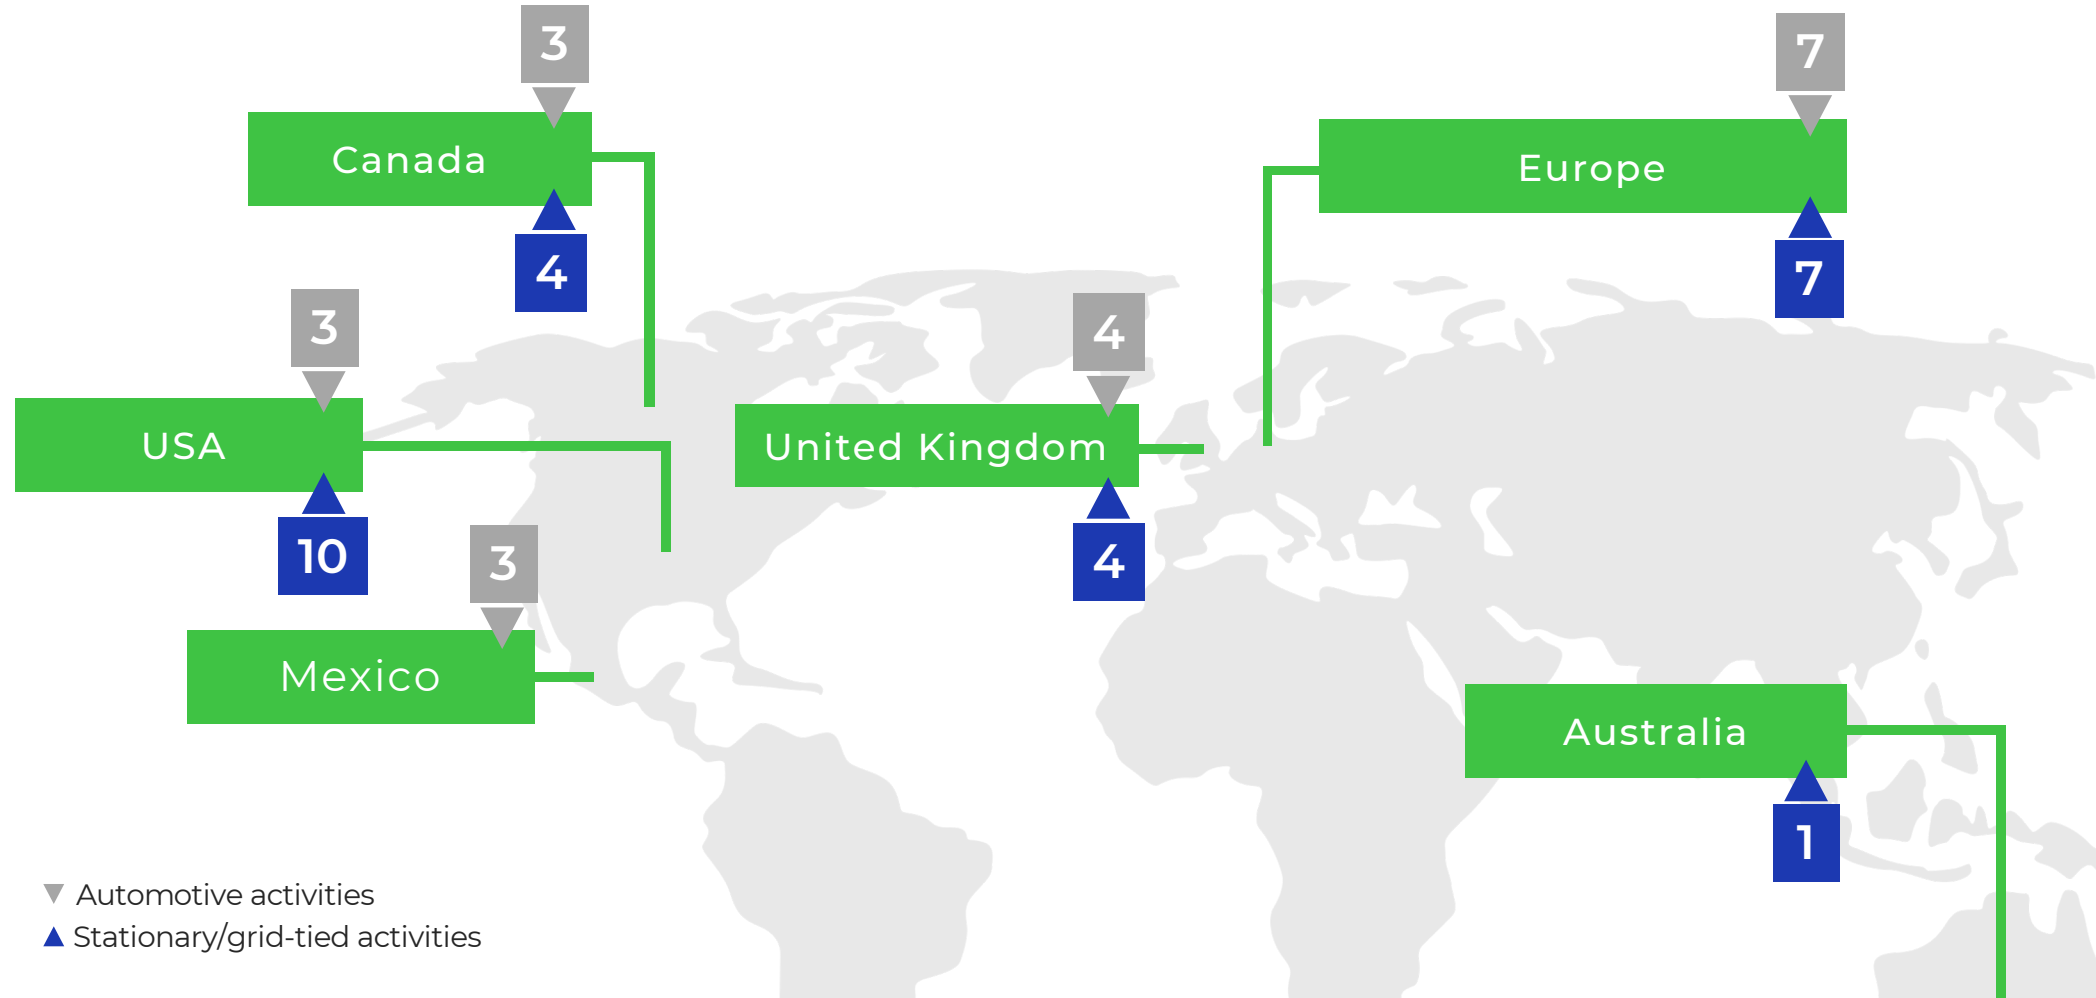 3
Canada
4
7
Europe
7
3
USA
10
4
United Kingdom
4
3
Mexico
Australia
1
Automotive activities
Stationary/grid-tied activities